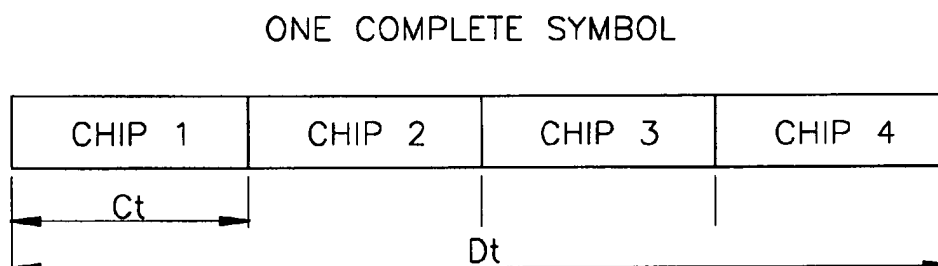 ONE COMPLETE SYMBOL
CHIP 1 CHIP 2 CHIP 3 CHIP 4
Ct
Dt